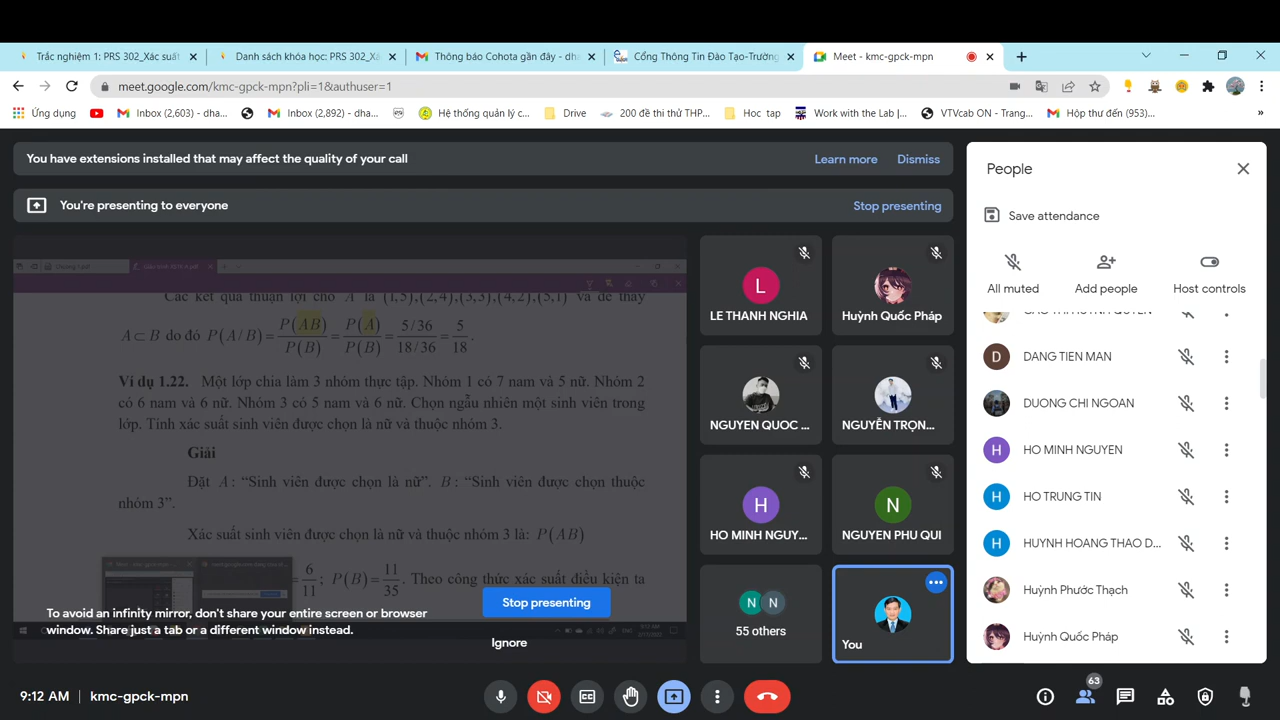 Trắc nghiệm 1: PRS 302_Xác suất
Danh sách khóa học: PRS 302_X
Thông báo Cohota gần đây - dha
Cổng Thông Tin Đào Tạo-Trường
Meet - kmc-gpck-mpn
meet.google.com/kmc-gpck-mpn?pli=1&authuser=1
Ứng dụng
Inbox (2,603) - dha...
Inbox (2,892) - dha...
Hệ thống quản lý c...
Drive
200 đề thi thử THP...
Hoc tap
Work with the Lab |...
VTVcab ON - Trang...
Hộp thư đến (953)...
»
You have extensions installed that may affect the quality of your call
Learn more
Dismiss
You're presenting to everyone
Stop presenting
Các kết quả thuận lợi cho A là (1,5),(2,4),(3,3),(4,2),(5,1) và dễ thấy
A⊂B do đó P(A/B) = P(AB)/P(B) = P(A)/P(B) = 5/36 / 18/36 = 5/18 .
Ví dụ 1.22. Một lớp chia làm 3 nhóm thực tập. Nhóm 1 có 7 nam và 5 nữ. Nhóm 2
có 6 nam và 6 nữ. Nhóm 3 có 5 nam và 6 nữ. Chọn ngẫu nhiên một sinh viên trong
lớp. Tính xác suất sinh viên được chọn là nữ và thuộc nhóm 3.
Giải
Đặt A : “Sinh viên được chọn là nữ”. B : “Sinh viên được chọn thuộc
nhóm 3”.
Xác suất sinh viên được chọn là nữ và thuộc nhóm 3 là: P(AB)
6/11 ; P(B) = 11/35 . Theo công thức xác suất điều kiện ta
To avoid an infinity mirror, don't share your entire screen or browser
window. Share just a tab or a different window instead.
Stop presenting
Ignore
LE THANH NGHIA
Huỳnh Quốc Pháp
NGUYEN QUOC ...
NGUYỄN TRỌN...
H
HO MINH NGUY...
N
NGUYEN PHU QUI
N
N
55 others
You
L
People
Save attendance
All muted
Add people
Host controls
D
DANG TIEN MAN
DUONG CHI NGOAN
H
HO MINH NGUYEN
H
HO TRUNG TIN
H
HUYNH HOANG THAO D...
Huỳnh Phước Thạch
Huỳnh Quốc Pháp
9:12 AM
kmc-gpck-mpn
63